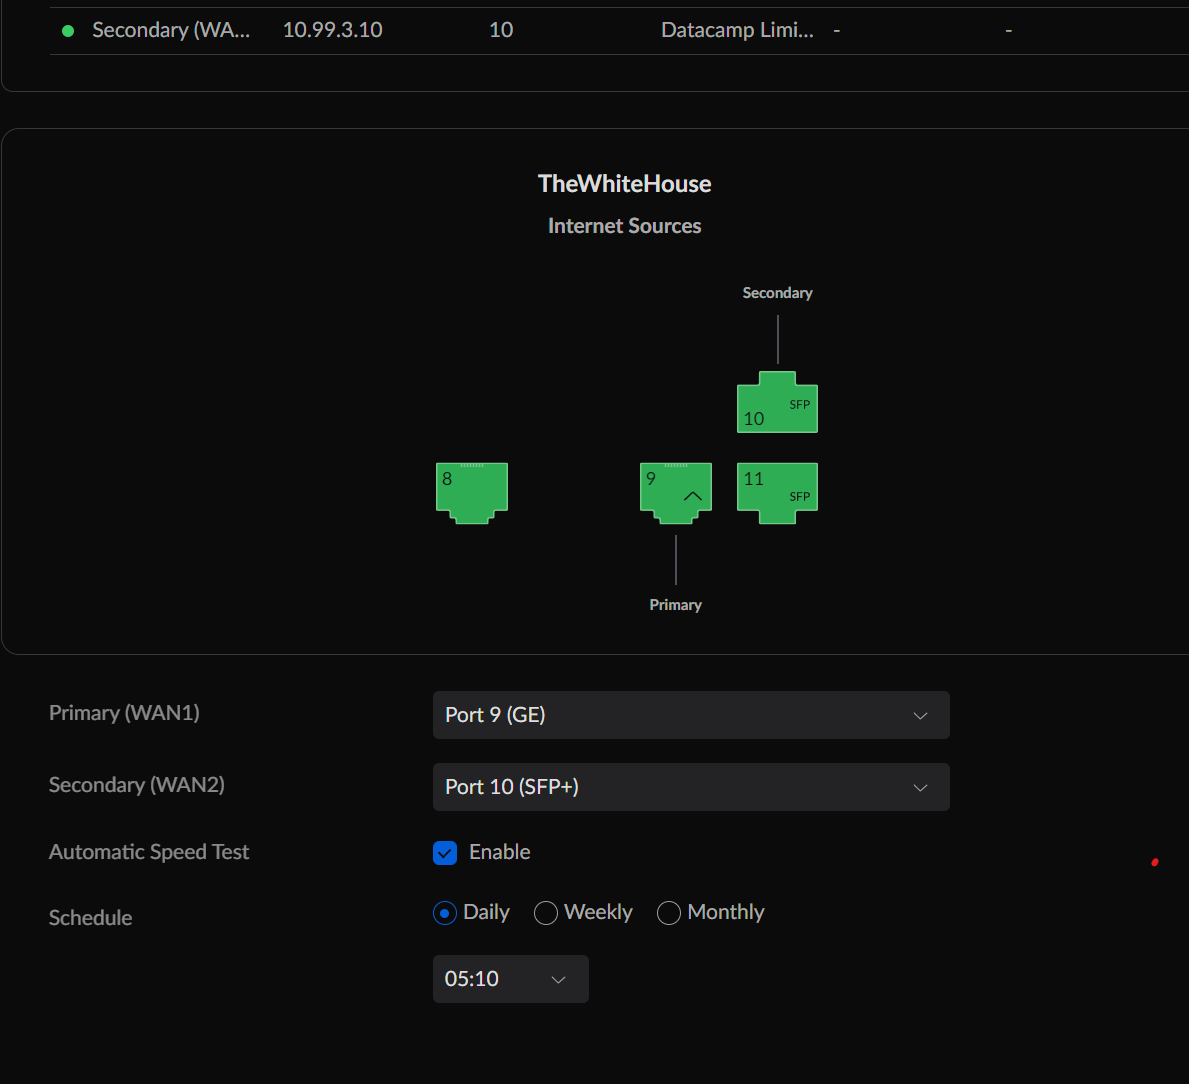 Secondary (WA... 10.99.3.10 10 Datacamp Limi... - -
TheWhiteHouse
Internet Sources
Secondary
SFP
10
8
9
11
SFP
Primary
Primary (WAN1) Port 9 (GE)
Secondary (WAN2) Port 10 (SFP+)
Automatic Speed Test Enable
Schedule Daily Weekly Monthly
05:10